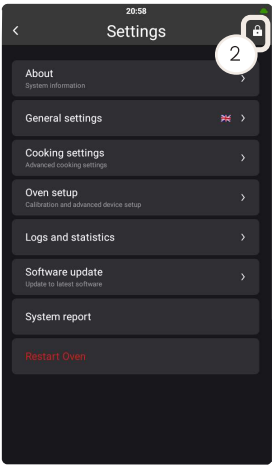 20:58
Settings
2
About
System information
General settings
Cooking settings
Advanced cooking settings
Oven setup
Calibration and advanced device setup
Logs and statistics
Software update
Update to latest software
System report
Restart Oven